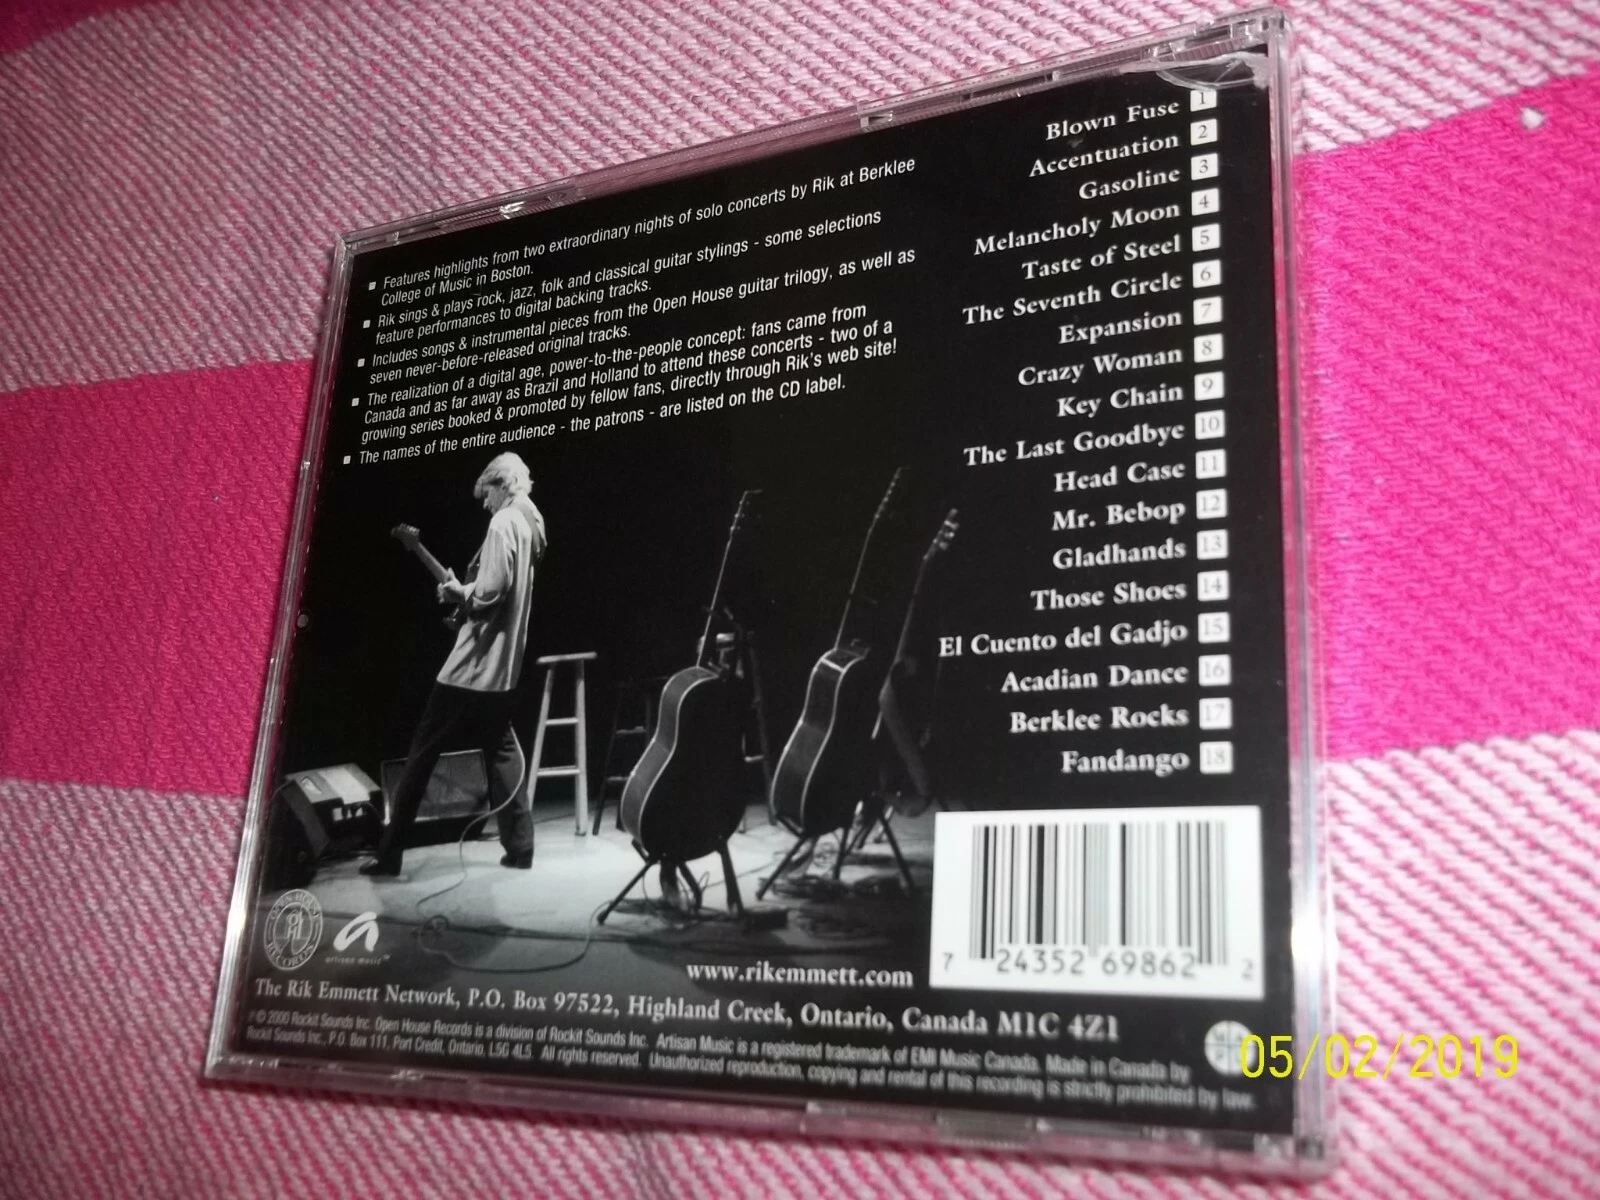 ▪ Features highlights from two extraordinary nights of solo concerts by Rik at Berklee
College of Music in Boston.
▪ Rik sings & plays rock, jazz, folk and classical guitar stylings - some selections
feature performances to digital backing tracks.
▪ Includes songs & instrumental pieces from the Open House guitar trilogy, as well as
seven never-before-released original tracks.
▪ The realization of a digital age, power-to-the-people concept: fans came from
Canada and as far away as Brazil and Holland to attend these concerts - two of a
growing series booked & promoted by fellow fans, directly through Rik's web site!
▪ The names of the entire audience - the patrons - are listed on the CD label.
Blown Fuse 1
Accentuation 2
Gasoline 3
Melancholy Moon 4
Taste of Steel 5
The Seventh Circle 6
Expansion 7
Crazy Woman 8
Key Chain 9
The Last Goodbye 10
Head Case 11
Mr. Bebop 12
Gladhands 13
Those Shoes 14
El Cuento del Gadjo 15
Acadian Dance 16
Berklee Rocks 17
Fandango 18
7 24352 69862 2
OPEN HOUSE
RECORDS
artisan music™
www.rikemmett.com
The Rik Emmett Network, P.O. Box 97522, Highland Creek, Ontario, Canada M1C 4Z1
℗ © 2000 Rockit Sounds Inc. Open House Records is a division of Rockit Sounds Inc. Artisan Music is a registered trademark of EMI Music Canada. Made in Canada by
Rockit Sounds Inc., P.O. Box 111, Port Credit, Ontario, L5G 4L5. All rights reserved. Unauthorized reproduction, copying and rental of this recording is strictly prohibited by law.
05/02/2019